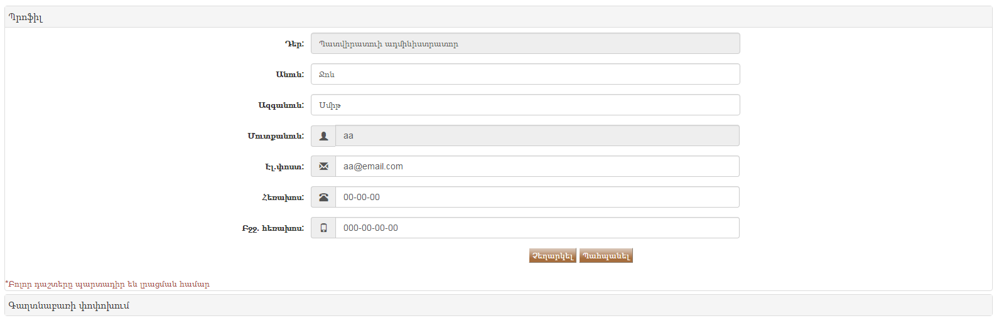 Պրոֆիլ
Դեր: Պատվիրատուի ադմինիստրատոր
Անուն: Ջոն
Ազգանուն: Սմիթ
Մուտքանուն: aa
Էլ.փոստ: aa@email.com
Հեռախոս: 00-00-00
Բջջ. հեռախոս: 000-00-00-00
Չեղարկել Պահպանել
*Բոլոր դաշտերը պարտադիր են լրացման համար
Գաղտնաբառի փոփոխում